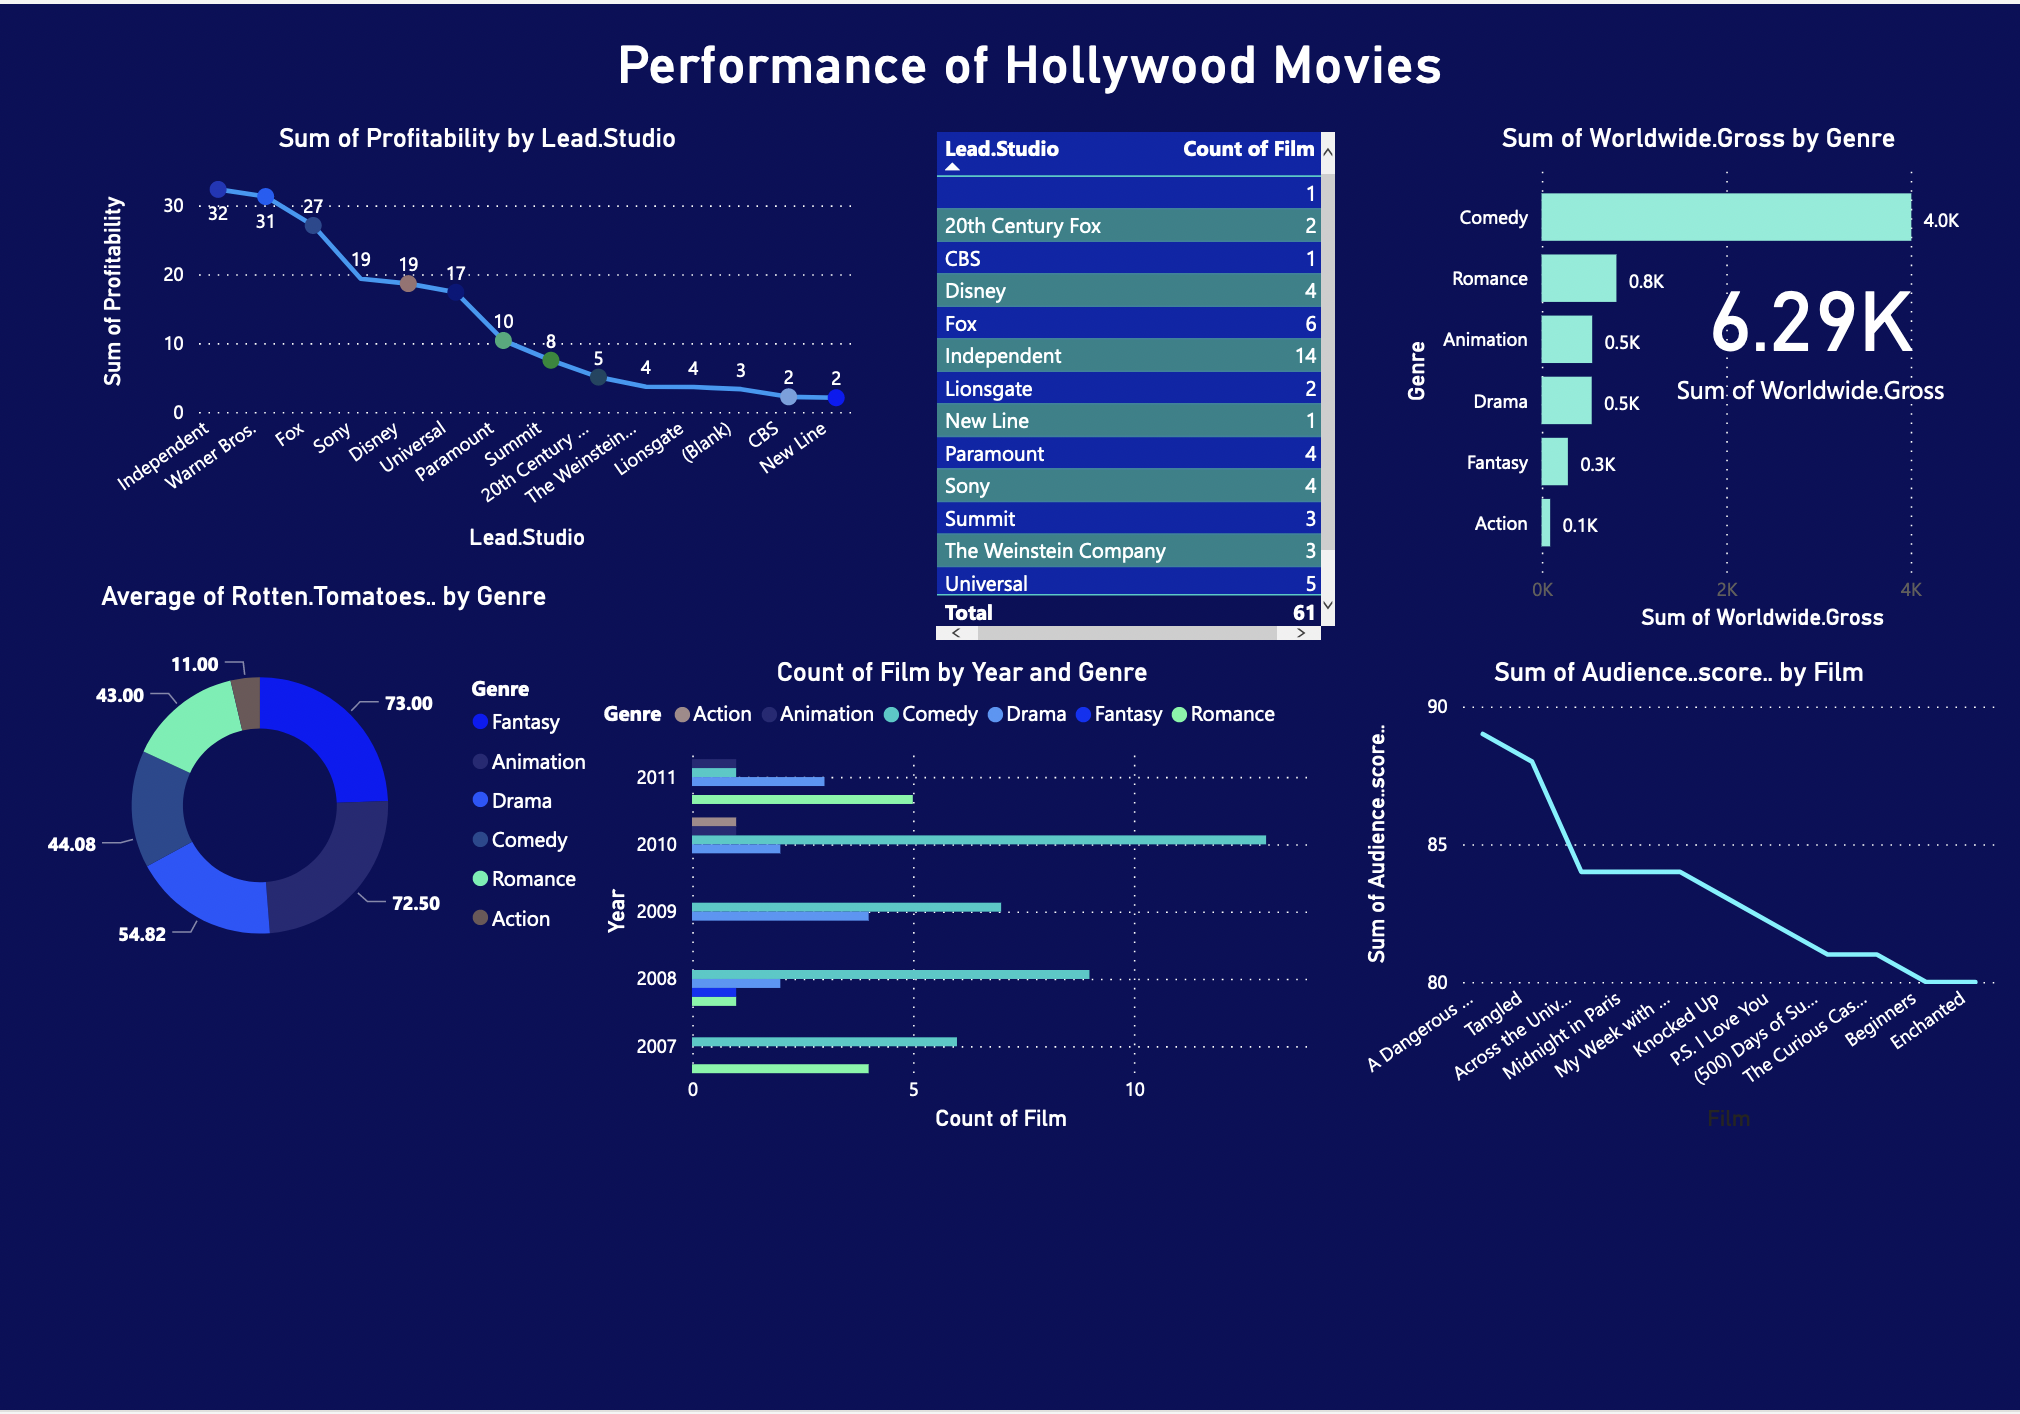 Performance of Hollywood Movies
Sum of Profitability by Lead.Studio
Sum of Profitability
30
20
10
0
32
31
27
19
19
17
10
8
5
4
4
3
2
2
Independent
Warner Bros.
Fox
Sony
Disney
Universal
Paramount
Summit
20th Century ...
The Weinstein...
Lionsgate
(Blank)
CBS
New Line
Lead.Studio
Lead.Studio Count of Film
1
20th Century Fox 2
CBS 1
Disney 4
Fox 6
Independent 14
Lionsgate 2
New Line 1
Paramount 4
Sony 4
Summit 3
The Weinstein Company 3
Universal 5
Total 61
Sum of Worldwide.Gross by Genre
Genre
Comedy 4.0K
Romance 0.8K
Animation 0.5K
Drama 0.5K
Fantasy 0.3K
Action 0.1K
0K 2K 4K
Sum of Worldwide.Gross
6.29K
Sum of Worldwide.Gross
Average of Rotten.Tomatoes.. by Genre
11.00
43.00
73.00
44.08
72.50
54.82
Genre
Fantasy
Animation
Drama
Comedy
Romance
Action
Count of Film by Year and Genre
Genre Action Animation Comedy Drama Fantasy Romance
Year
2011
2010
2009
2008
2007
0 5 10
Count of Film
Sum of Audience..score.. by Film
Sum of Audience..score..
90
85
80
A Dangerous ...
Tangled
Across the Univ...
Midnight in Paris
My Week with ...
Knocked Up
P.S. I Love You
(500) Days of Su...
The Curious Cas...
Beginners
Enchanted
Film